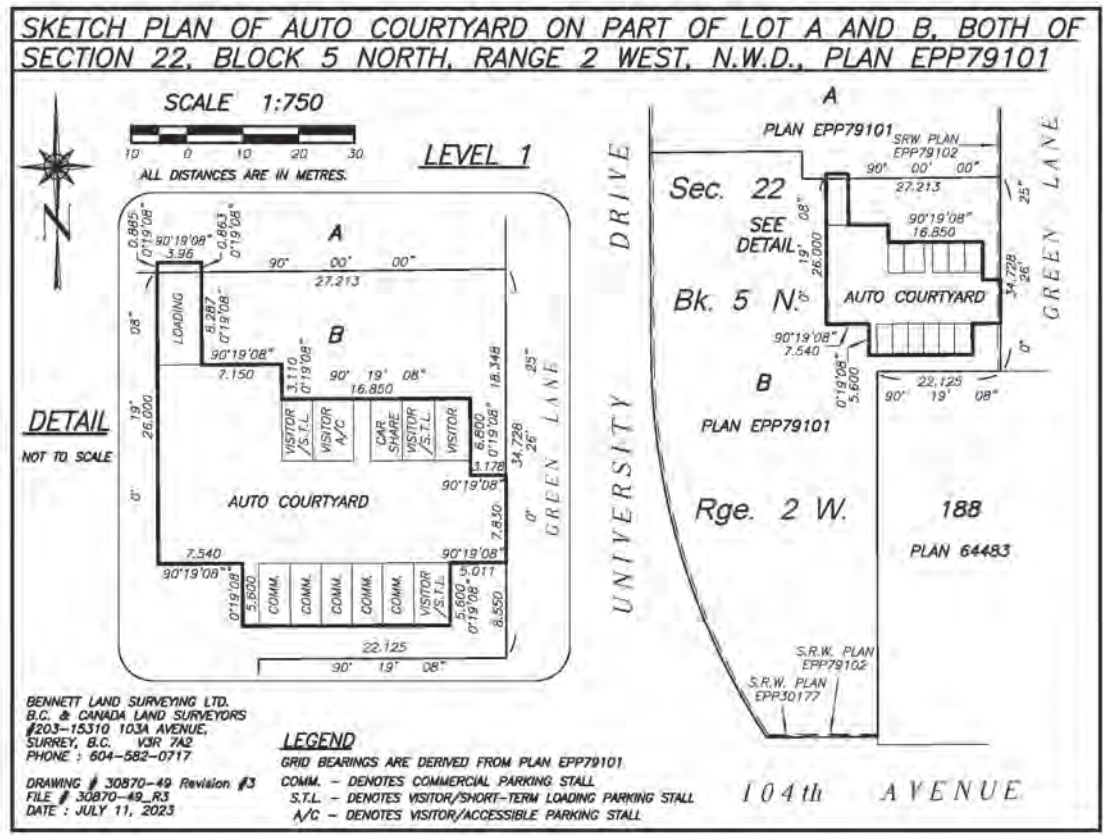 SKETCH PLAN OF AUTO COURTYARD ON PART OF LOT A AND B, BOTH OF
SECTION 22, BLOCK 5 NORTH, RANGE 2 WEST, N.W.D., PLAN EPP79101
SCALE 1:750
10 0 10 20 30
ALL DISTANCES ARE IN METRES.
N
LEVEL 1
DETAIL
NOT TO SCALE
0.885
0°19'08"
90°19'08"
3.96
0.863
0°19'08"
A
90° 00' 00"
27.213
LOADING
8.287
0°19'08"
B
0° 19' 08"
26.000
90°19'08"
7.150
3.110
0°19'08"
90° 19' 08"
16.850
18.348
VISITOR
/S.T.L.
VISITOR
A/C
CAR
SHARE
VISITOR
/S.T.L.
VISITOR
6.800
0°19'08"
3.178
90°19'08"
0° 26' 25"
34.728
GREEN LANE
AUTO COURTYARD
7.830
7.540
90°19'08"
0°19'08"
5.600
COMM.
COMM.
COMM.
COMM.
COMM.
VISITOR
/S.T.L.
90°19'08"
5.011
5.600
0°19'08"
8.550
22.125
90° 19' 08"
A
PLAN EPP79101
SRW PLAN
EPP79102
90° 00' 00"
27.213
Sec. 22
SEE
DETAIL
0° 19' 08"
26.000
90°19'08"
16.850
0° 26' 25"
34.728
GREEN LANE
Bk. 5 N.
AUTO COURTYARD
90°19'08"
7.540
0°19'08"
5.600
22.125
90° 19' 08"
B
PLAN EPP79101
UNIVERSITY DRIVE
Rge. 2 W.
188
PLAN 64483
S.R.W. PLAN
EPP79102
S.R.W. PLAN
EPP30177
104th AVENUE
BENNETT LAND SURVEYING LTD.
B.C. & CANADA LAND SURVEYORS
#203-15310 103A AVENUE,
SURREY, B.C. V3R 7A2
PHONE : 604-582-0717
DRAWING # 30870-49 Revision #3
FILE # 30870-49_R3
DATE : JULY 11, 2023
LEGEND
GRID BEARINGS ARE DERIVED FROM PLAN EPP79101
COMM. - DENOTES COMMERCIAL PARKING STALL
S.T.L. - DENOTES VISITOR/SHORT-TERM LOADING PARKING STALL
A/C - DENOTES VISITOR/ACCESSIBLE PARKING STALL